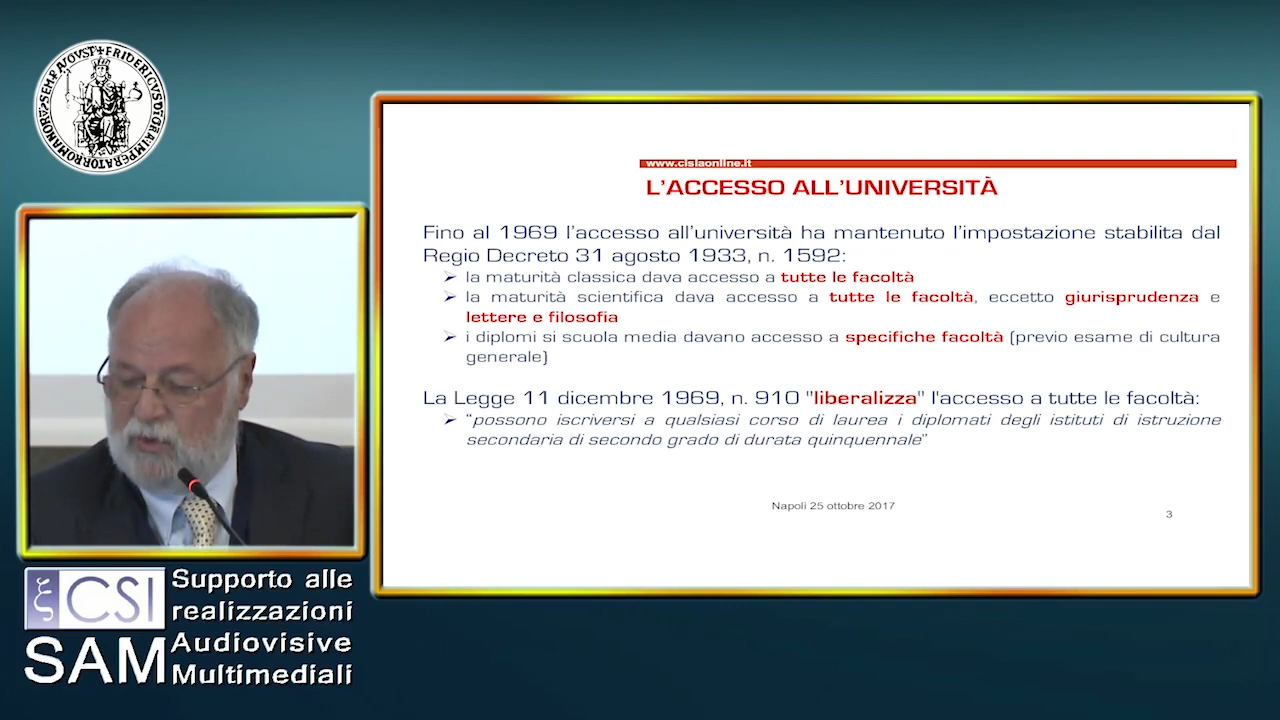 www.cisiaonline.it
L'ACCESSO ALL'UNIVERSITÀ
Fino al 1969 l'accesso all'università ha mantenuto l'impostazione stabilita dal
Regio Decreto 31 agosto 1933, n. 1592:
➢ la maturità classica dava accesso a tutte le facoltà
➢ la maturità scientifica dava accesso a tutte le facoltà, eccetto giurisprudenza e
lettere e filosofia
➢ i diplomi si scuola media davano accesso a specifiche facoltà (previo esame di cultura
generale)
La Legge 11 dicembre 1969, n. 910 "liberalizza" l'accesso a tutte le facoltà:
➢ "possono iscriversi a qualsiasi corso di laurea i diplomati degli istituti di istruzione
secondaria di secondo grado di durata quinquennale"
Napoli 25 ottobre 2017
3
CSI
SAM
Supporto alle
realizzazioni
Audiovisive
Multimediali